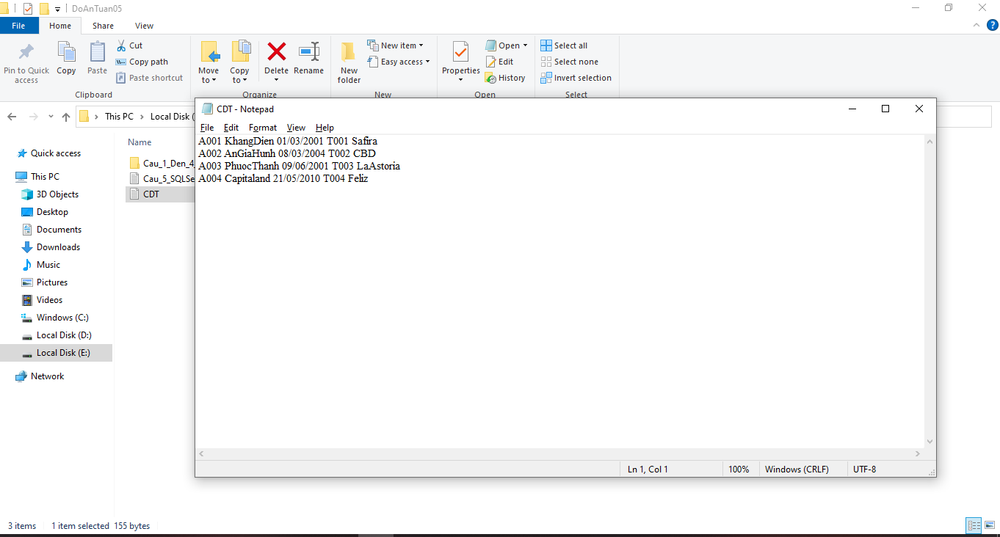 DoAnTuan05
File Home Share View
Pin to Quick access
Copy
Paste
Cut
Copy path
Paste shortcut
Clipboard
Move to
Copy to
Delete
Rename
Organize
New folder
New item
Easy access
New
Properties
Open
Edit
History
Open
Select all
Select none
Invert selection
Select
This PC > Local Disk (
Quick access
This PC
3D Objects
Desktop
Documents
Downloads
Music
Pictures
Videos
Windows (C:)
Local Disk (D:)
Local Disk (E:)
Network
Name
Cau_1_Den_4_
Cau_5_SQLSe
CDT
CDT - Notepad
File Edit Format View Help
A001 KhangDien 01/03/2001 T001 Safira
A002 AnGiaHunh 08/03/2004 T002 CBD
A003 PhuocThanh 09/06/2001 T003 LaAstoria
A004 Capitaland 21/05/2010 T004 Feliz
Ln 1, Col 1 100% Windows (CRLF) UTF-8
3 items 1 item selected 155 bytes